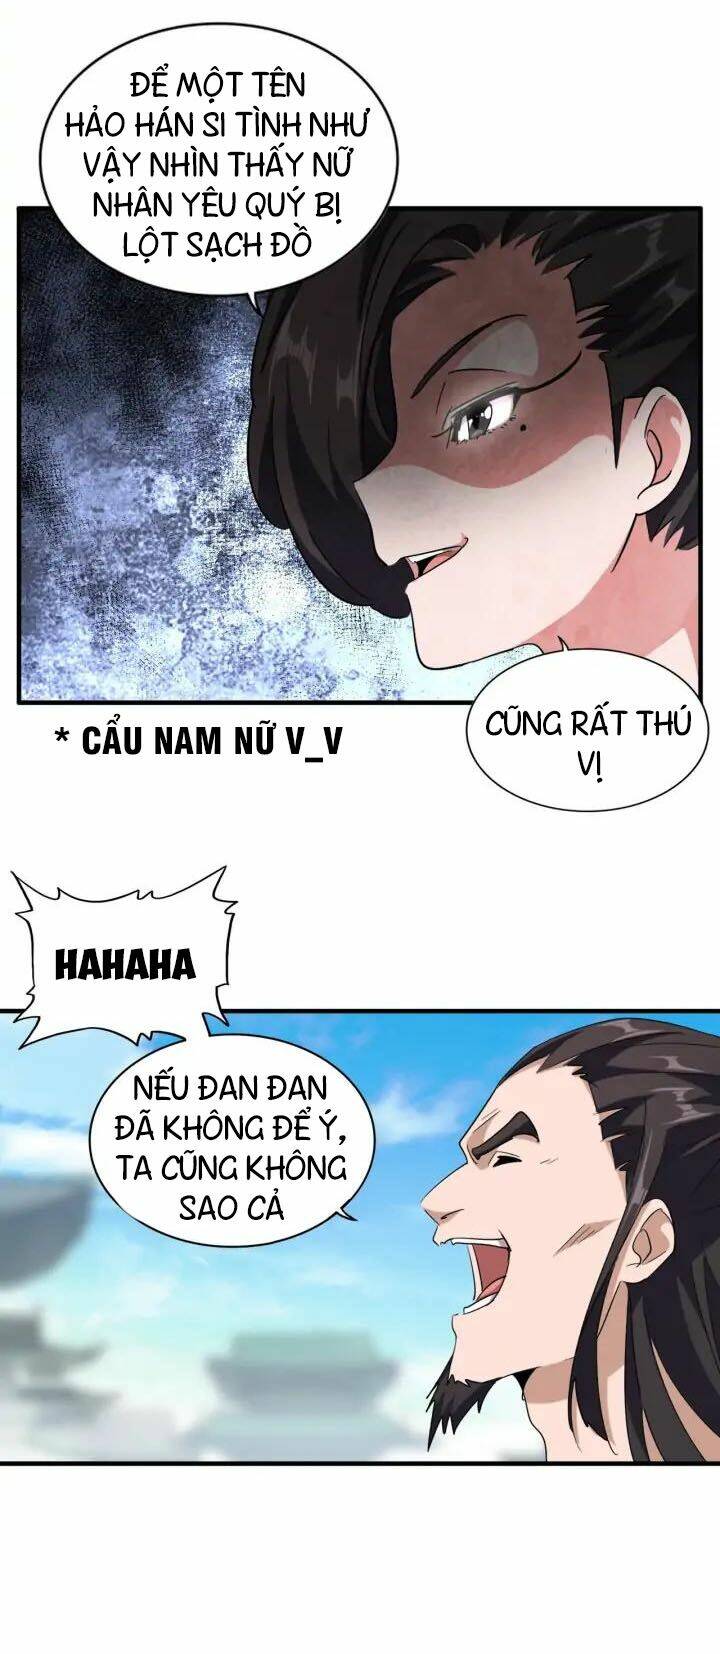 ĐỂ MỘT TÊN
HẢO HÁN SI TÌNH NHƯ
VẬY NHÌN THẤY NỮ
NHÂN YÊU QUÝ BỊ
LỘT SẠCH ĐỒ
CŨNG RẤT THÚ
VỊ
* CẨU NAM NỮ V_V
HAHAHA
NẾU ĐAN ĐAN
ĐÃ KHÔNG ĐỂ Ý,
TA CŨNG KHÔNG
SAO CẢ